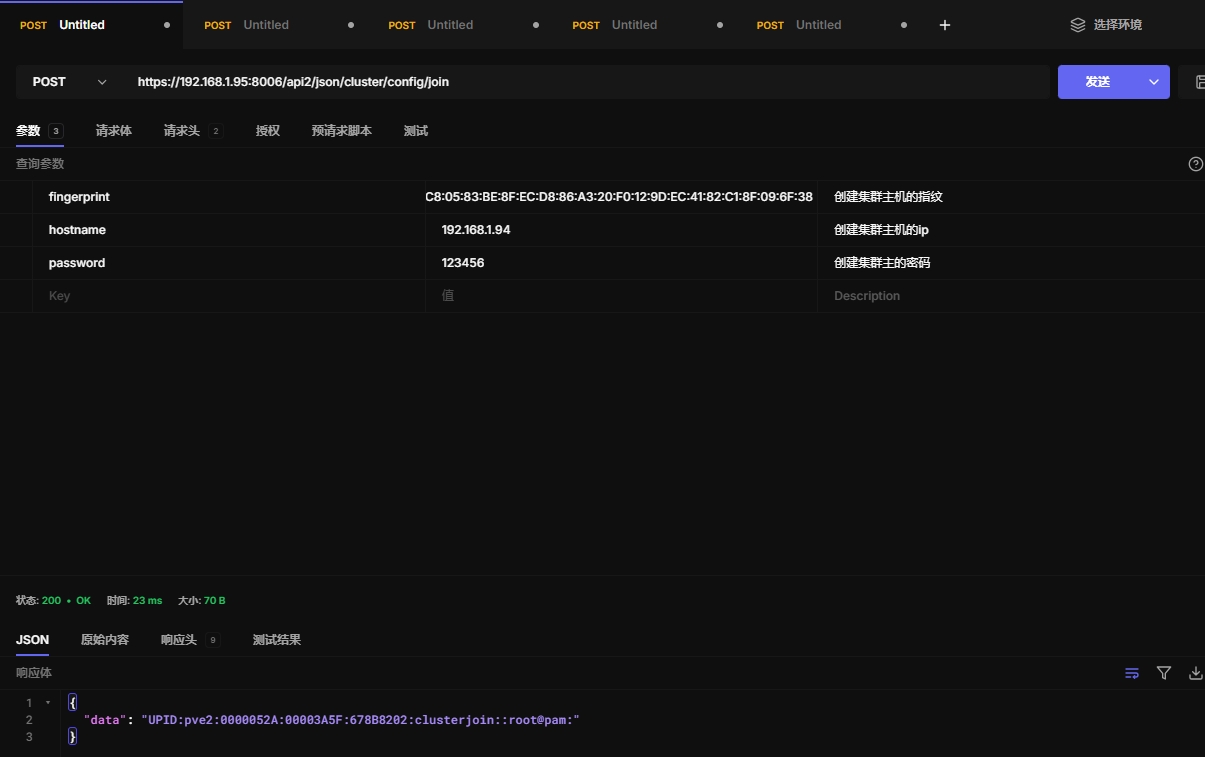 POST Untitled POST Untitled POST Untitled POST Untitled POST Untitled 选择环境
POST https://192.168.1.95:8006/api2/json/cluster/config/join 发送
参数 3 请求体 请求头 2 授权 预请求脚本 测试
查询参数
fingerprint C8:05:83:BE:8F:EC:D8:86:A3:20:F0:12:9D:EC:41:82:C1:8F:09:6F:38 创建集群主机的指纹
hostname 192.168.1.94 创建集群主机的ip
password 123456 创建集群主的密码
Key 值 Description
状态: 200 • OK 时间: 23 ms 大小: 70 B
JSON 原始内容 响应头 9 测试结果
响应体
1 {
2 "data": "UPID:pve2:0000052A:00003A5F:678B8202:clusterjoin::root@pam:"
3 }